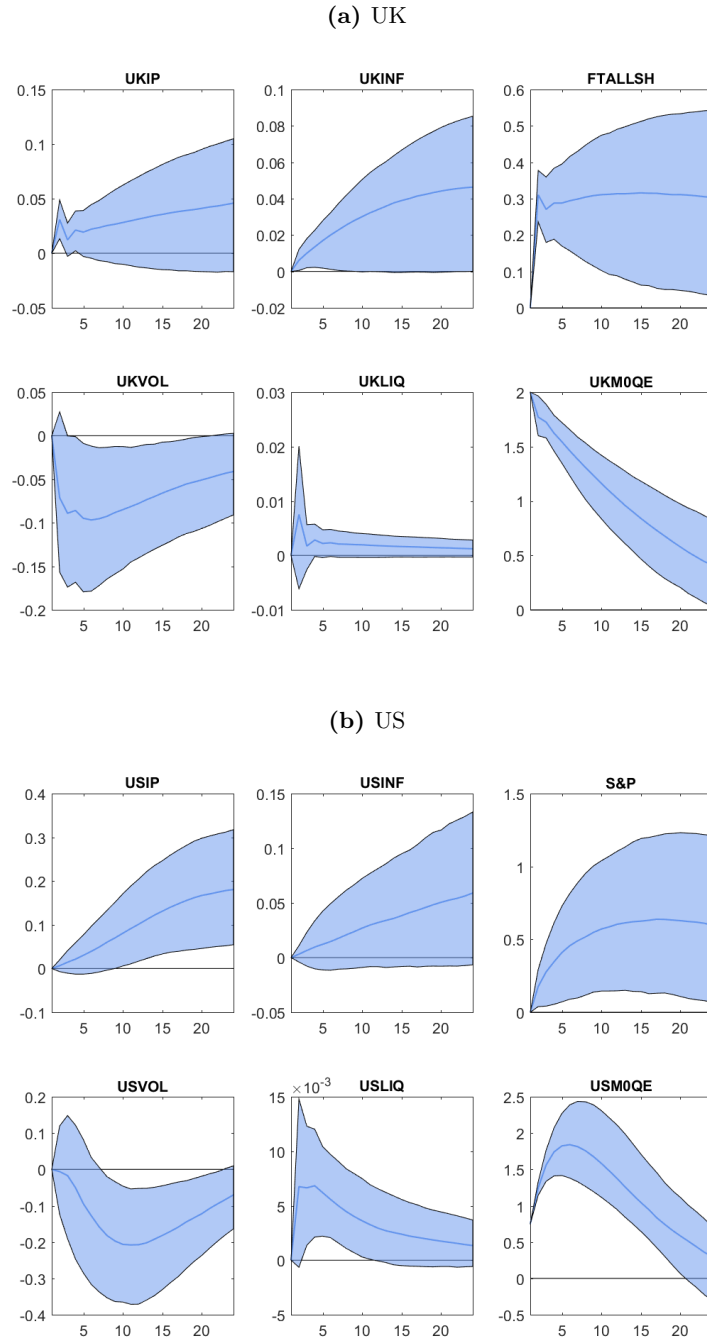 (a) UK
UKIP UKINF FTALLSH
0.15 0.1 0.05 0 -0.05
5 10 15 20
0.1 0.08 0.06 0.04 0.02 0 -0.02
5 10 15 20
0.6 0.5 0.4 0.3 0.2 0.1 0
5 10 15 20
UKVOL UKLIQ UKM0QE
0.05 0 -0.05 -0.1 -0.15 -0.2
5 10 15 20
0.03 0.02 0.01 0 -0.01
5 10 15 20
2 1.5 1 0.5 0
5 10 15 20
(b) US
USIP USINF S&P
0.4 0.3 0.2 0.1 0 -0.1
5 10 15 20
0.15 0.1 0.05 0 -0.05
5 10 15 20
1.5 1 0.5 0
5 10 15 20
USVOL USLIQ USM0QE
0.2 0.1 0 -0.1 -0.2 -0.3 -0.4
5 10 15 20
×10⁻³
15 10 5 0 -5
5 10 15 20
2.5 2 1.5 1 0.5 0 -0.5
5 10 15 20